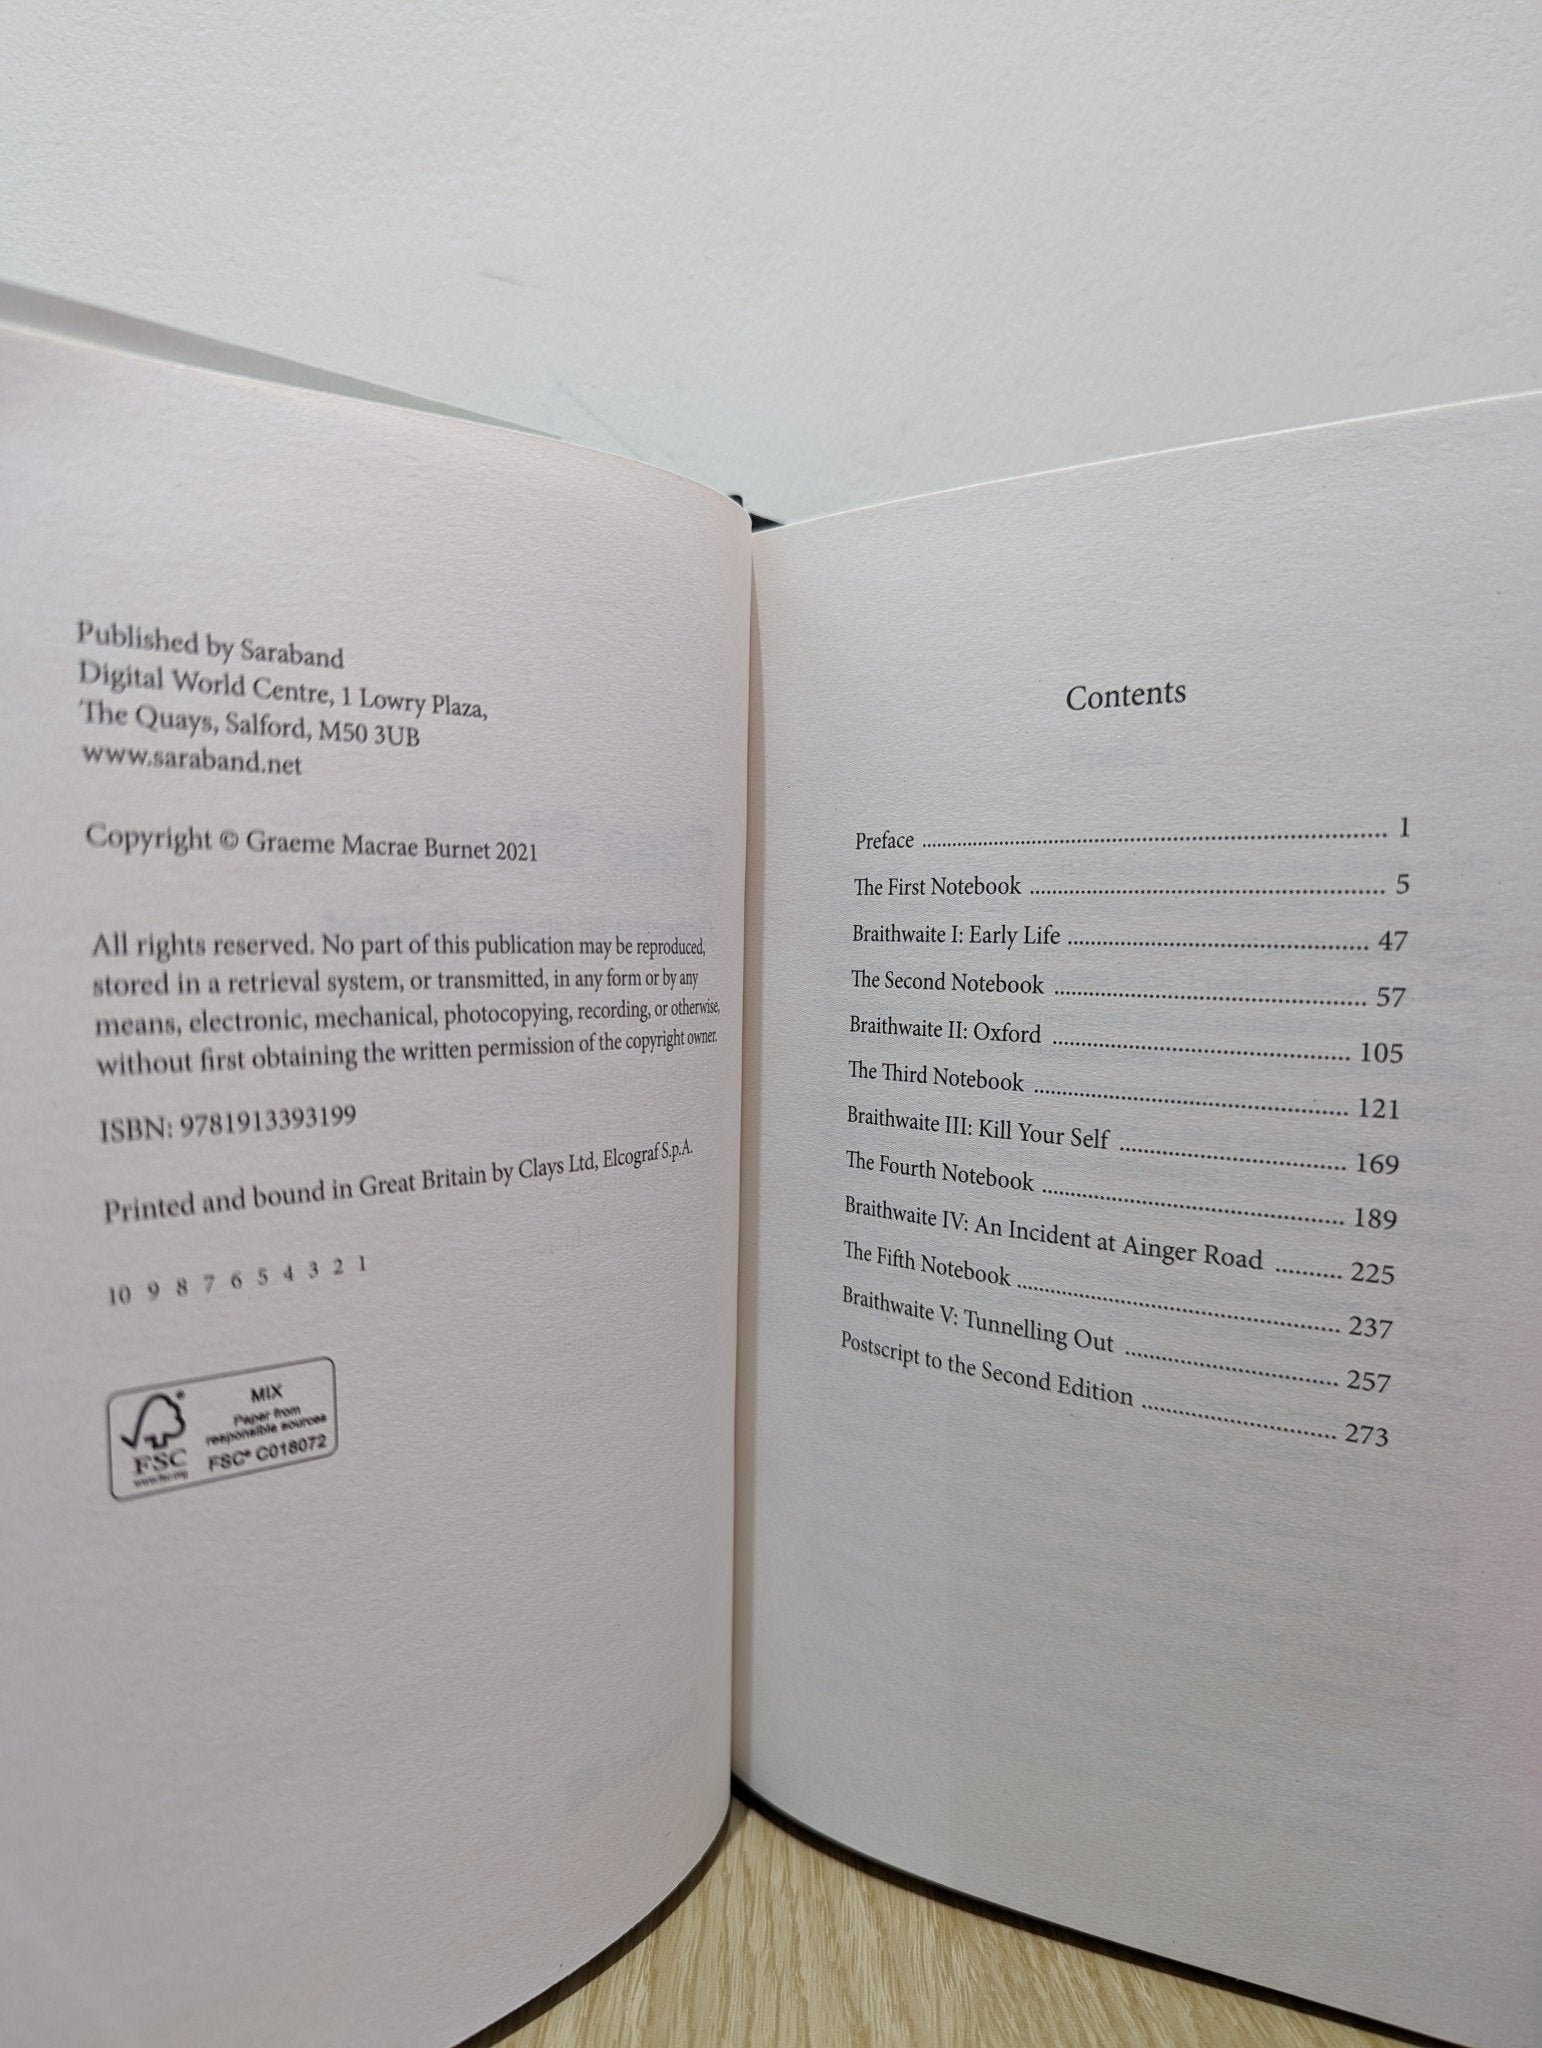 Published by Saraband
Digital World Centre, 1 Lowry Plaza,
The Quays, Salford, M50 3UB
www.saraband.net
Copyright © Graeme Macrae Burnet 2021
All rights reserved. No part of this publication may be reproduced,
stored in a retrieval system, or transmitted, in any form or by any
means, electronic, mechanical, photocopying, recording, or otherwise,
without first obtaining the written permission of the copyright owner.
ISBN: 9781913393199
Printed and bound in Great Britain by Clays Ltd, Elcograf S.p.A.
10 9 8 7 6 5 4 3 2 1
MIX
Paper from
responsible sources
FSC® C018072
FSC
www.fsc.org
Contents
Preface ........ 1
The First Notebook ........ 5
Braithwaite I: Early Life ........ 47
The Second Notebook ........ 57
Braithwaite II: Oxford ........ 105
The Third Notebook ........ 121
Braithwaite III: Kill Your Self ........ 169
The Fourth Notebook ........ 189
Braithwaite IV: An Incident at Ainger Road ........ 225
The Fifth Notebook ........ 237
Braithwaite V: Tunnelling Out ........ 257
Postscript to the Second Edition ........ 273